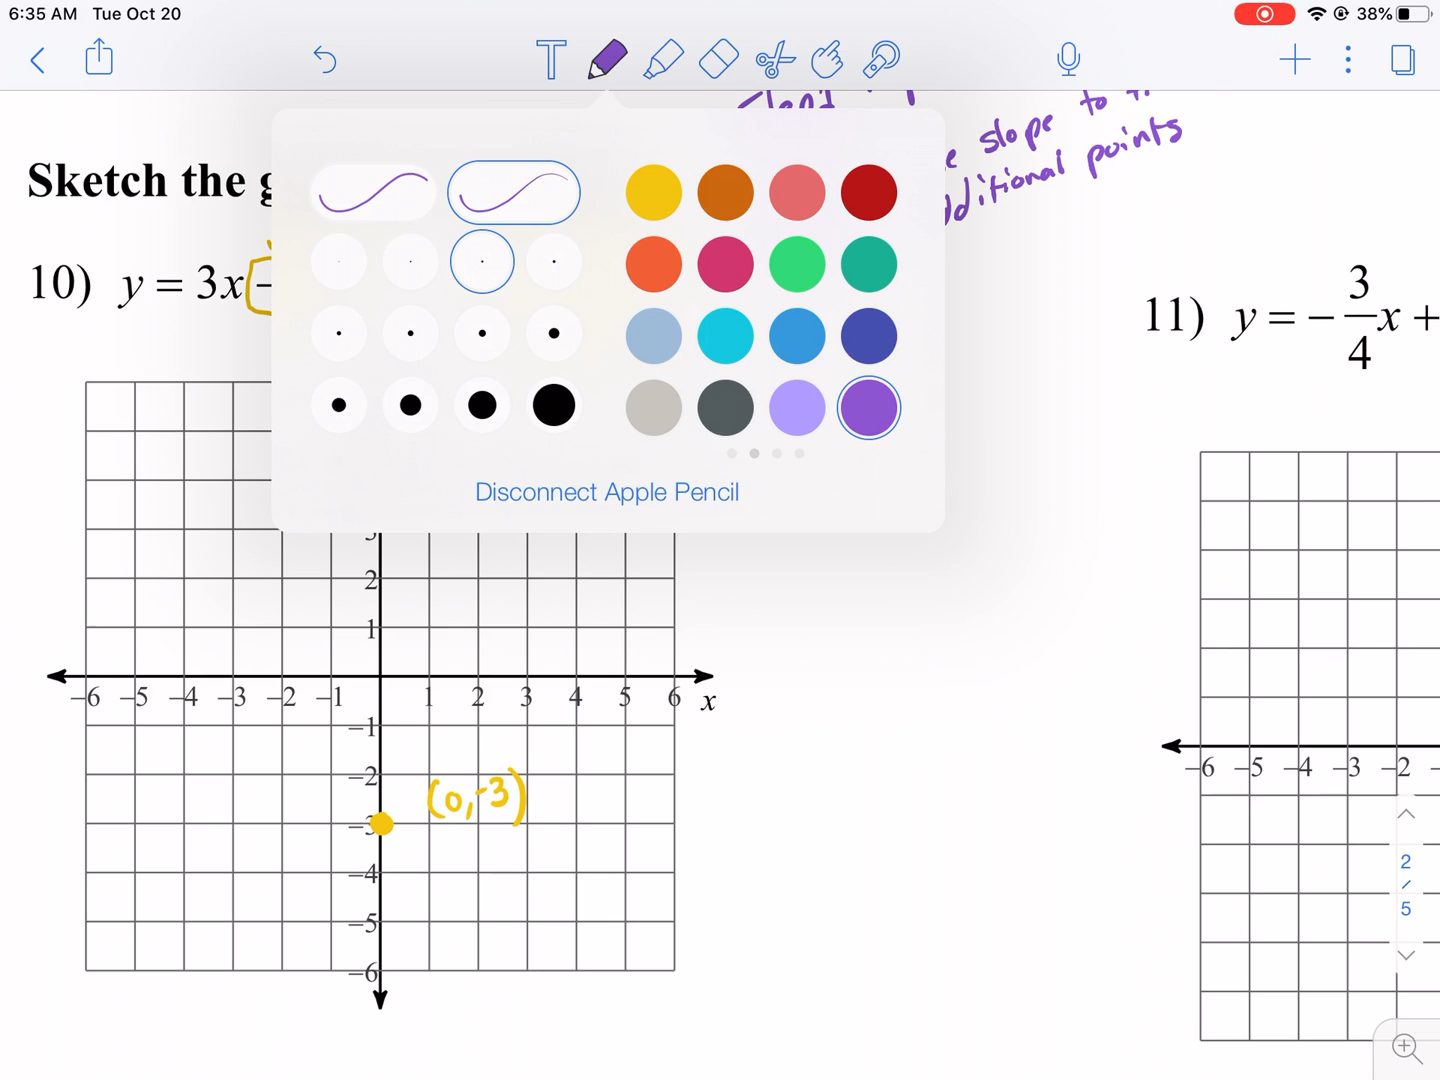 6:35 AM Tue Oct 20
38%
T
slope to
dditional points
Sketch the
10) y = 3x −
11) y = −3/4x +
Disconnect Apple Pencil
3
2
1
−6 −5 −4 −3 −2 −1 1 2 3 4 5 6 x
−1
−2
(0,-3)
−3
−4
−5
−6
−6 −5 −4 −3 −2
2
/
5